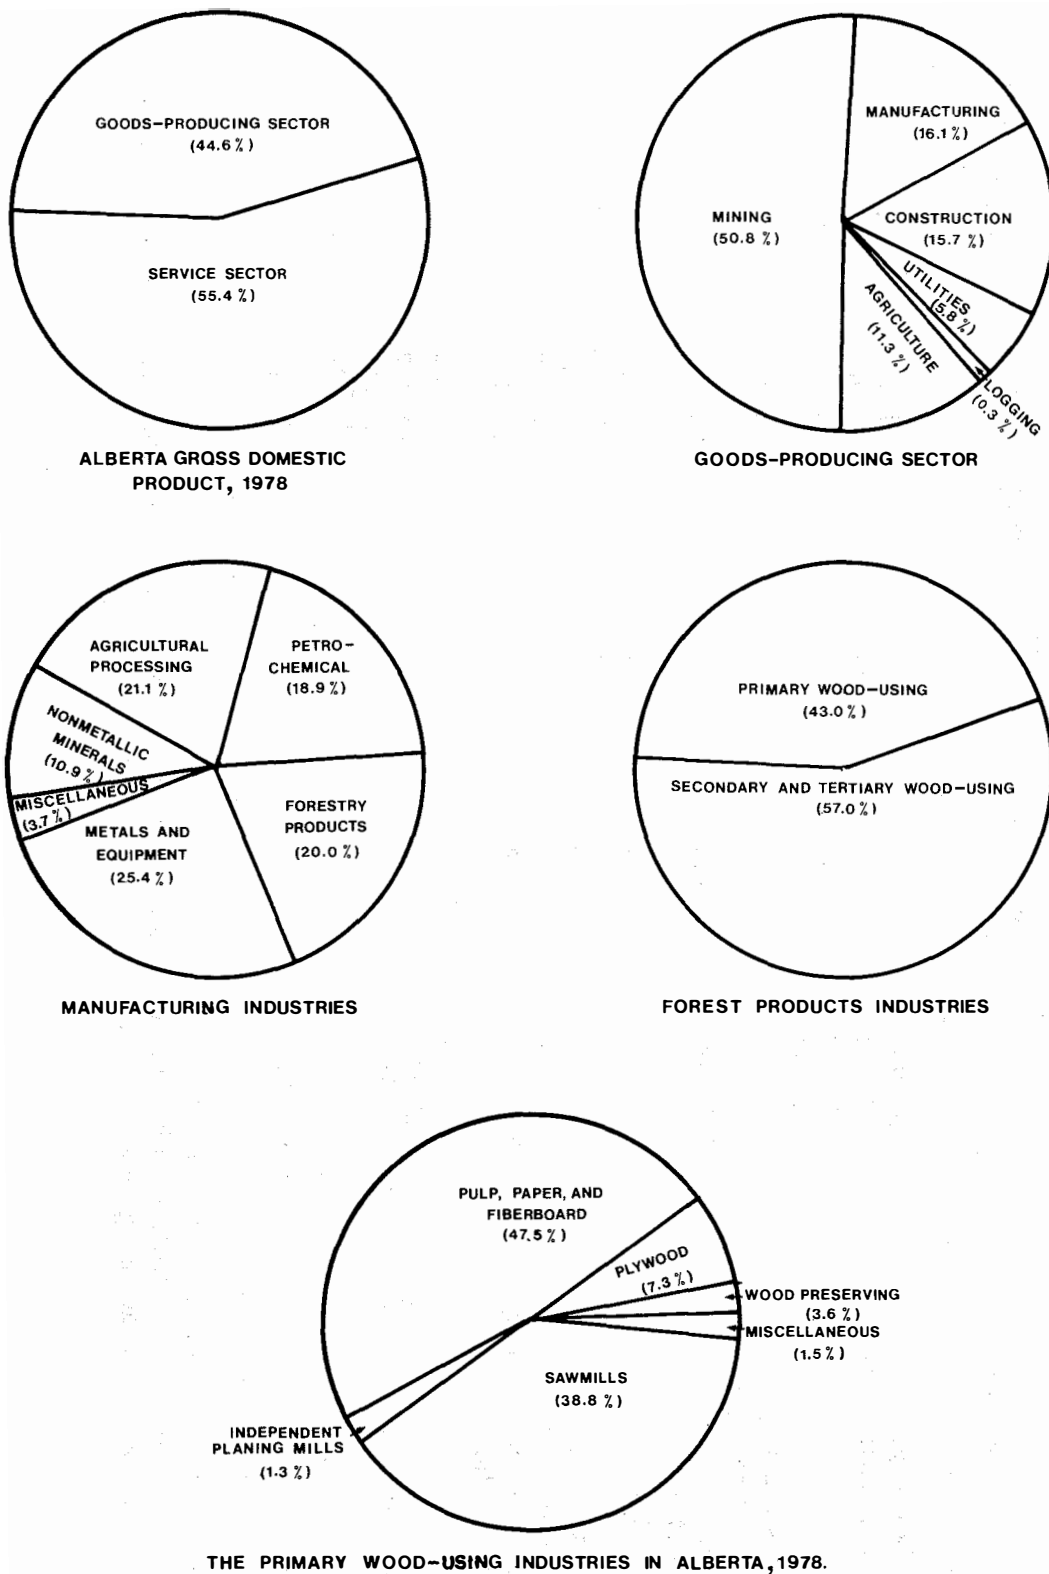 GOODS-PRODUCING SECTOR
(44.6%)
SERVICE SECTOR
(55.4%)
ALBERTA GROSS DOMESTIC
PRODUCT, 1978
MANUFACTURING
(16.1%)
MINING
(50.8%)
CONSTRUCTION
(15.7%)
UTILITIES
(5.8%)
AGRICULTURE
(11.3%)
LOGGING
(0.3%)
GOODS-PRODUCING SECTOR
AGRICULTURAL
PROCESSING
(21.1%)
PETRO-
CHEMICAL
(18.9%)
NONMETALLIC
MINERALS
(10.9%)
MISCELLANEOUS
(3.7%)
METALS AND
EQUIPMENT
(25.4%)
FORESTRY
PRODUCTS
(20.0%)
MANUFACTURING INDUSTRIES
PRIMARY WOOD-USING
(43.0%)
SECONDARY AND TERTIARY WOOD-USING
(57.0%)
FOREST PRODUCTS INDUSTRIES
PULP, PAPER, AND
FIBERBOARD
(47.5%)
PLYWOOD
(7.3%)
WOOD PRESERVING
(3.6%)
MISCELLANEOUS
(1.5%)
SAWMILLS
(38.8%)
INDEPENDENT
PLANING MILLS
(1.3%)
THE PRIMARY WOOD-USING INDUSTRIES IN ALBERTA, 1978.